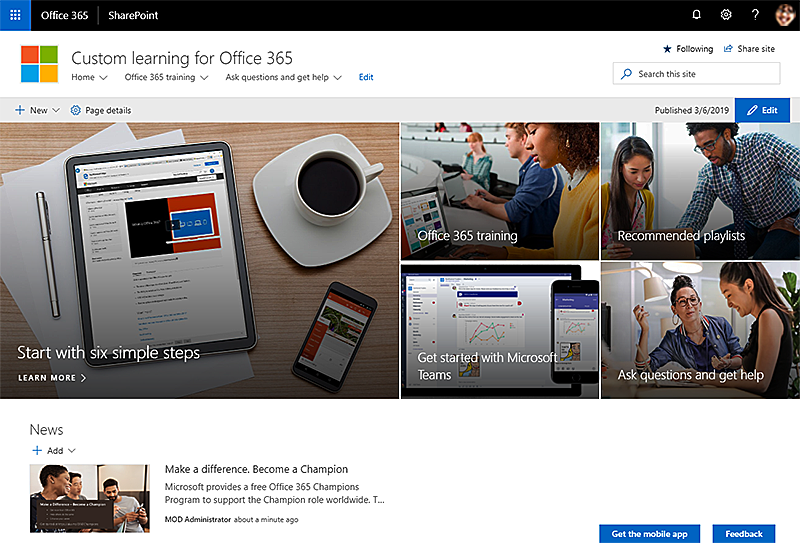 Office 365 SharePoint
Following Share site
Custom learning for Office 365
Home Office 365 training Ask questions and get help Edit
Search this site
New Page details Published 3/6/2019 Edit
Office 365 training
Recommended playlists
Start with six simple steps
LEARN MORE
Get started with Microsoft
Teams
Ask questions and get help
News
Add
Make a difference. Become a Champion
Microsoft provides a free Office 365 Champions
Program to support the Champion role worldwide. T...
MOD Administrator about a minute ago
Make a Difference - Become a Champion
Get the mobile app Feedback